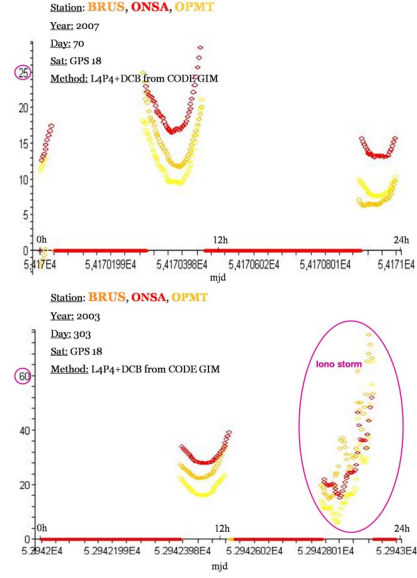 Station: BRUS, ONSA, OPMT
Year: 2007
Day: 70
Sat: GPS 18
Method: L4P4+DCB from CODE GIM
25
20
15
10
5
0
0h 12h 24h
5.417E4 5.4170199E4 5.4170398E4 5.4170602E4 5.4170801E4 5.4171E4
mjd
Station: BRUS, ONSA, OPMT
Year: 2003
Day: 303
Sat: GPS 18
Method: L4P4+DCB from CODE GIM
Iono storm
60
40
20
0
0h 12h 24h
5.2942E4 5.2942199E4 5.2942398E4 5.2942602E4 5.2942801E4 5.2943E4
mjd